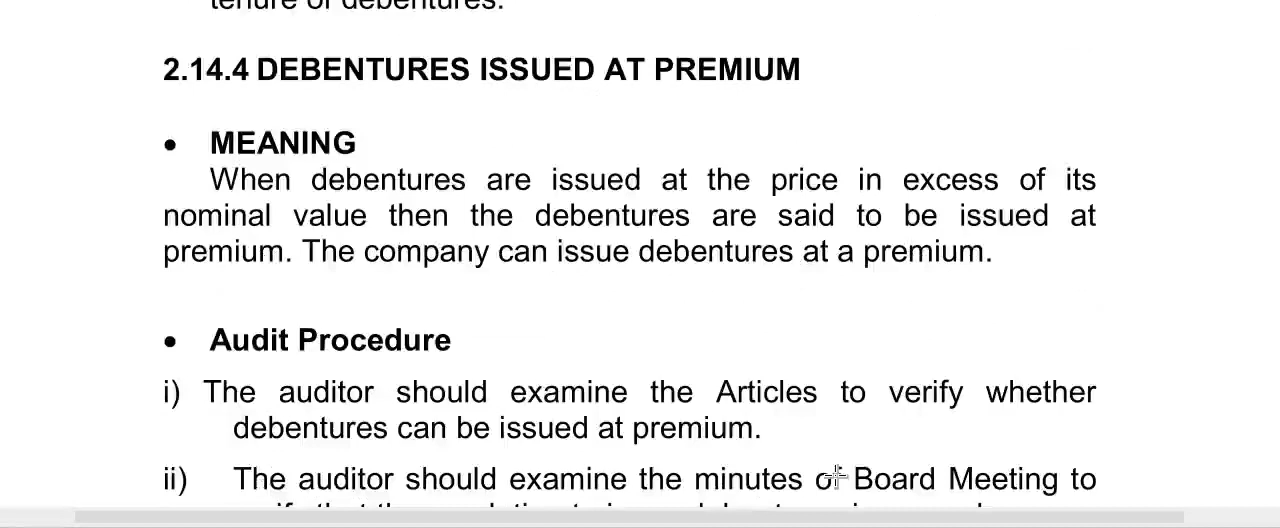 tenure of debentures.
2.14.4 DEBENTURES ISSUED AT PREMIUM
• MEANING
When debentures are issued at the price in excess of its
nominal value then the debentures are said to be issued at
premium. The company can issue debentures at a premium.
• Audit Procedure
i) The auditor should examine the Articles to verify whether
debentures can be issued at premium.
ii) The auditor should examine the minutes of Board Meeting to